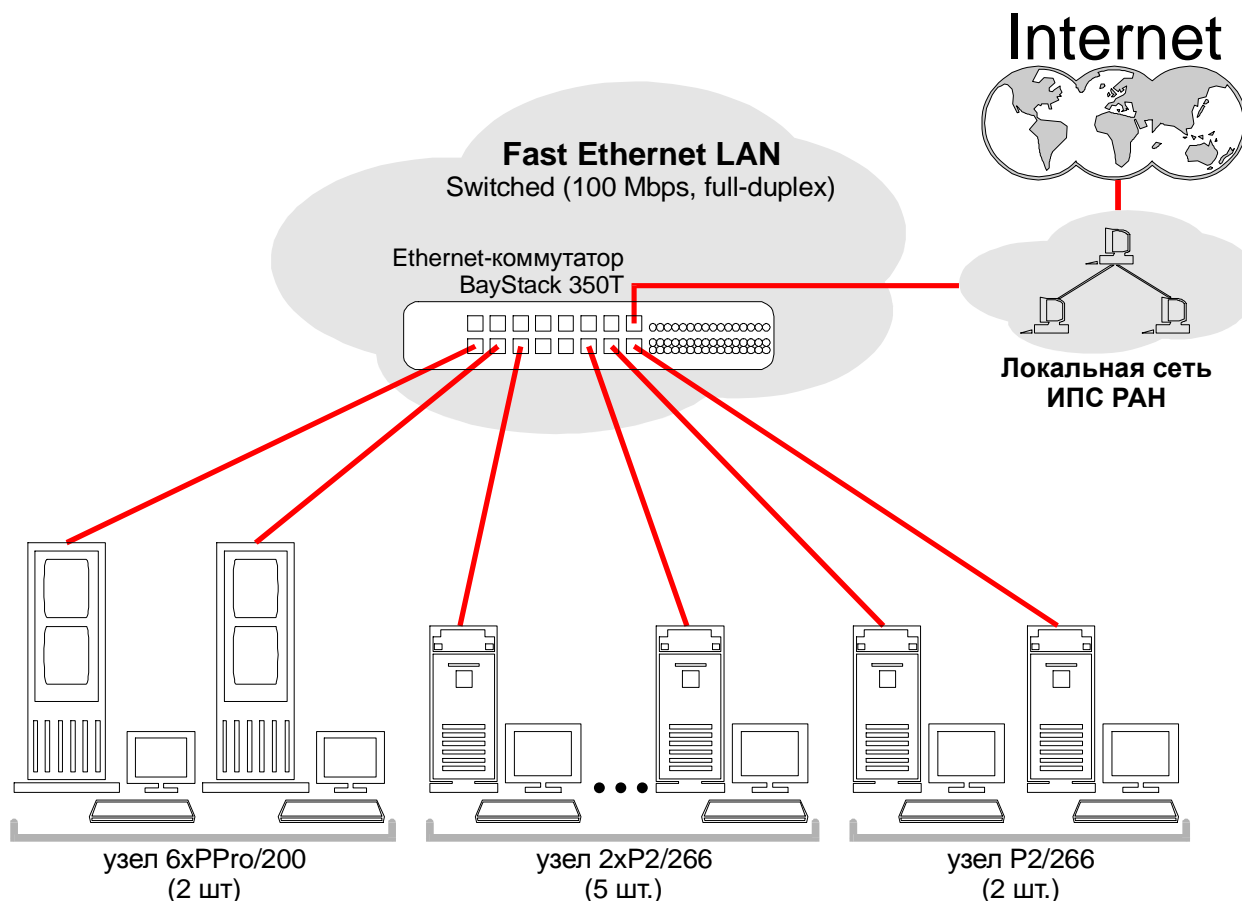 Internet
Fast Ethernet LAN
Switched (100 Mbps, full-duplex)
Ethernet-коммутатор
BayStack 350T
Локальная сеть
ИПС РАН
узел 6xPPro/200
(2 шт)
узел 2xP2/266
(5 шт.)
узел P2/266
(2 шт.)